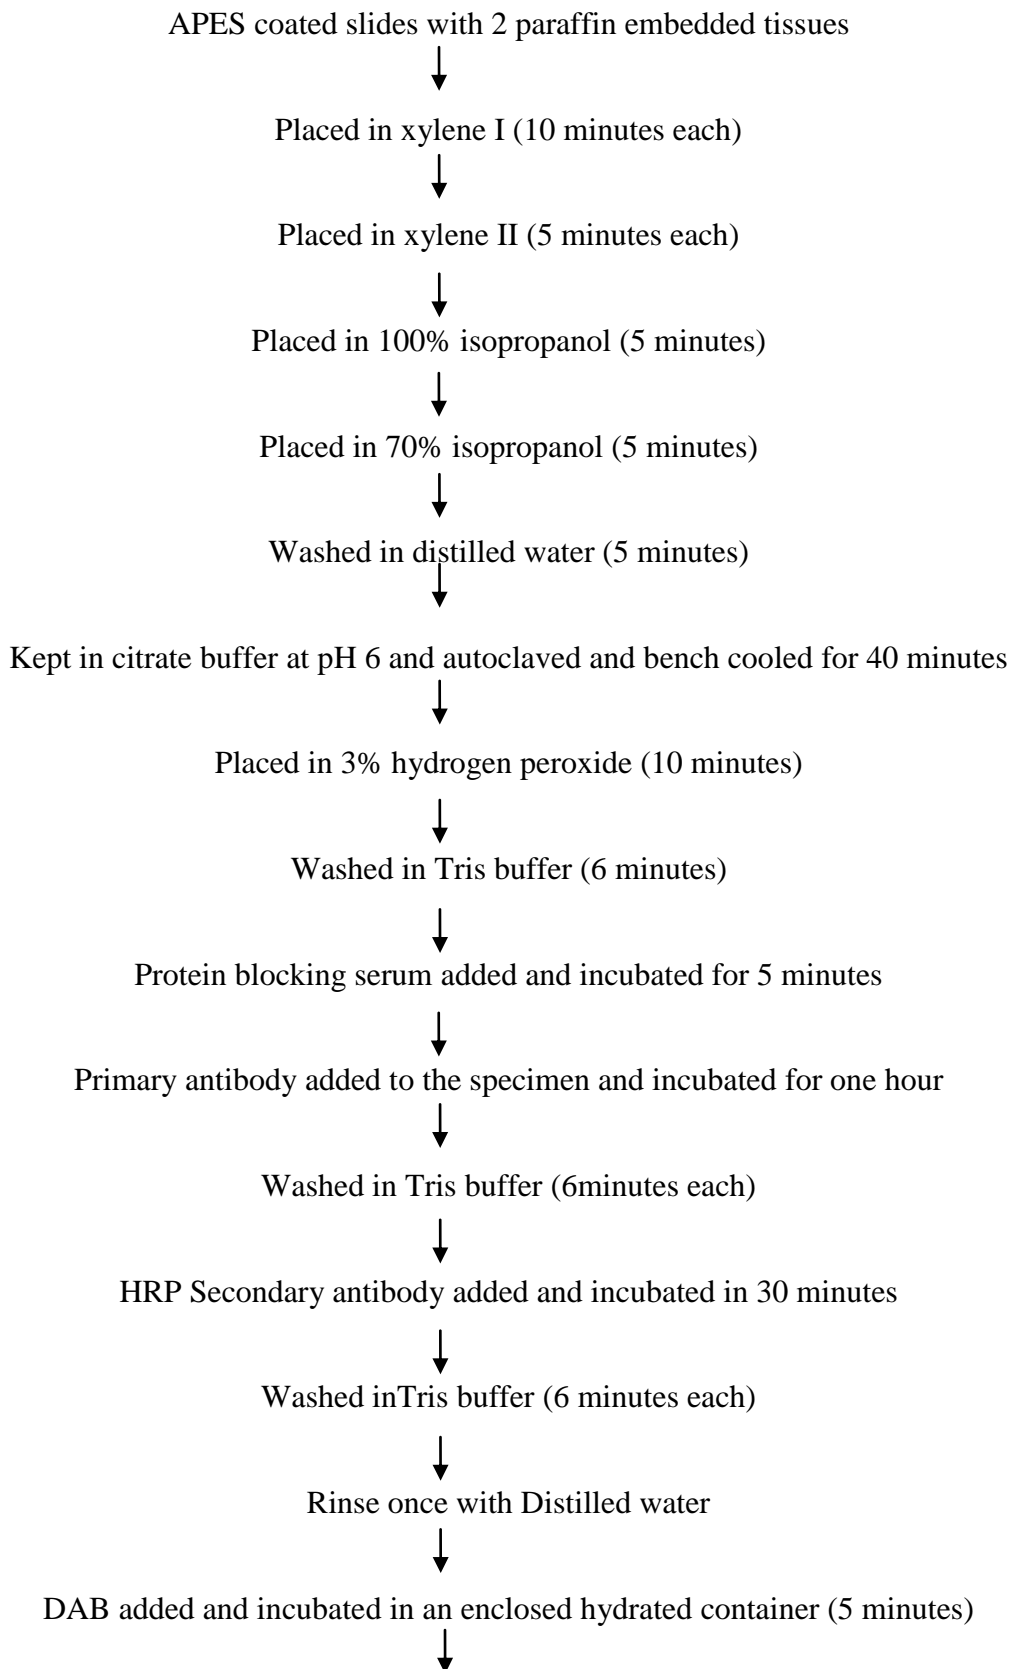 APES coated slides with 2 paraffin embedded tissues
Placed in xylene I (10 minutes each)
Placed in xylene II (5 minutes each)
Placed in 100% isopropanol (5 minutes)
Placed in 70% isopropanol (5 minutes)
Washed in distilled water (5 minutes)
Kept in citrate buffer at pH 6 and autoclaved and bench cooled for 40 minutes
Placed in 3% hydrogen peroxide (10 minutes)
Washed in Tris buffer (6 minutes)
Protein blocking serum added and incubated for 5 minutes
Primary antibody added to the specimen and incubated for one hour
Washed in Tris buffer (6minutes each)
HRP Secondary antibody added and incubated in 30 minutes
Washed inTris buffer (6 minutes each)
Rinse once with Distilled water
DAB added and incubated in an enclosed hydrated container (5 minutes)